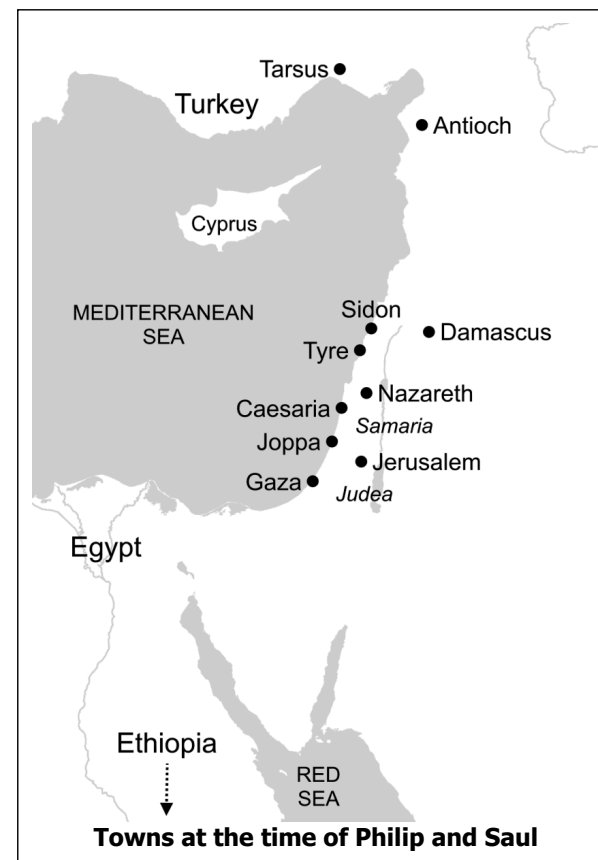 Tarsus
Turkey
Antioch
Cyprus
MEDITERRANEAN
SEA
Sidon
Damascus
Tyre
Nazareth
Caesaria
Samaria
Joppa
Jerusalem
Gaza
Judea
Egypt
Ethiopia
RED
SEA
Towns at the time of Philip and Saul